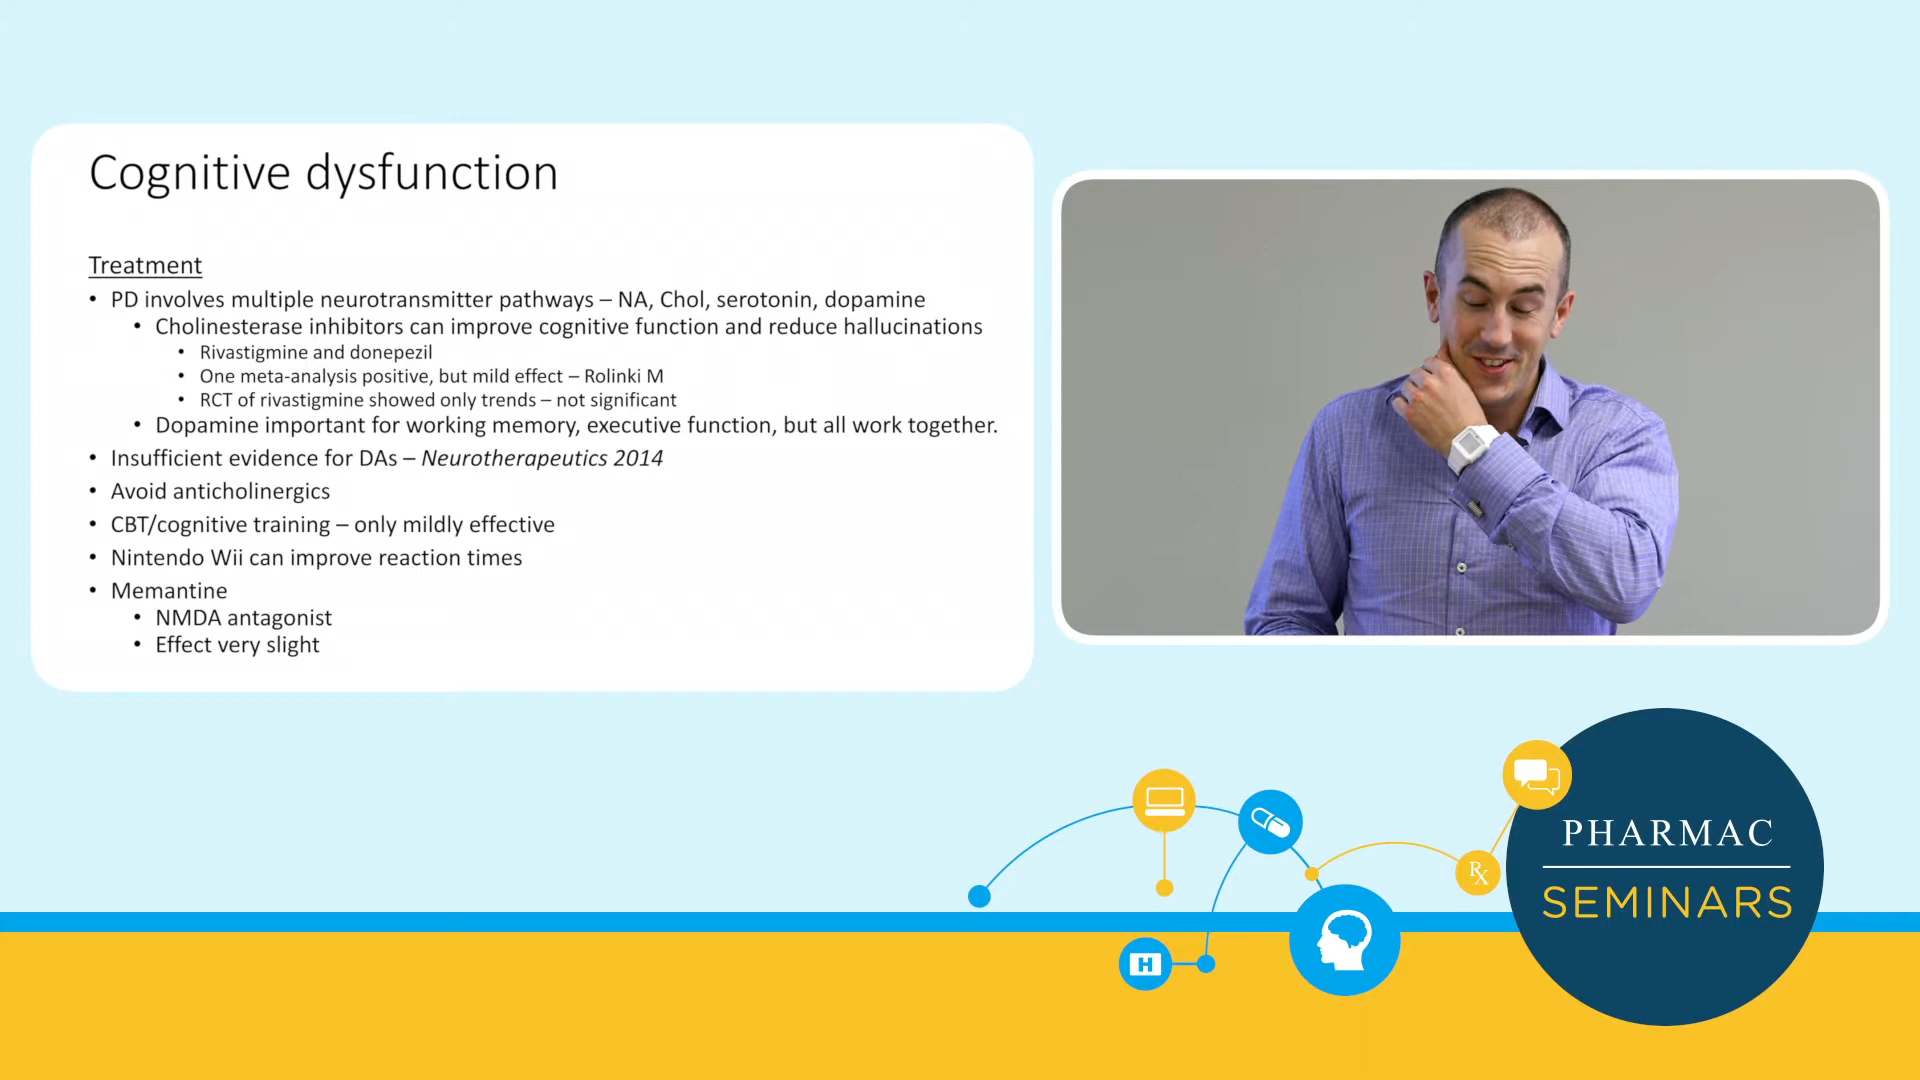 Cognitive dysfunction
Treatment
• PD involves multiple neurotransmitter pathways – NA, Chol, serotonin, dopamine
• Cholinesterase inhibitors can improve cognitive function and reduce hallucinations
• Rivastigmine and donepezil
• One meta-analysis positive, but mild effect – Rolinki M
• RCT of rivastigmine showed only trends – not significant
• Dopamine important for working memory, executive function, but all work together.
• Insufficient evidence for DAs – Neurotherapeutics 2014
• Avoid anticholinergics
• CBT/cognitive training – only mildly effective
• Nintendo Wii can improve reaction times
• Memantine
• NMDA antagonist
• Effect very slight
Rx
H
PHARMAC
SEMINARS